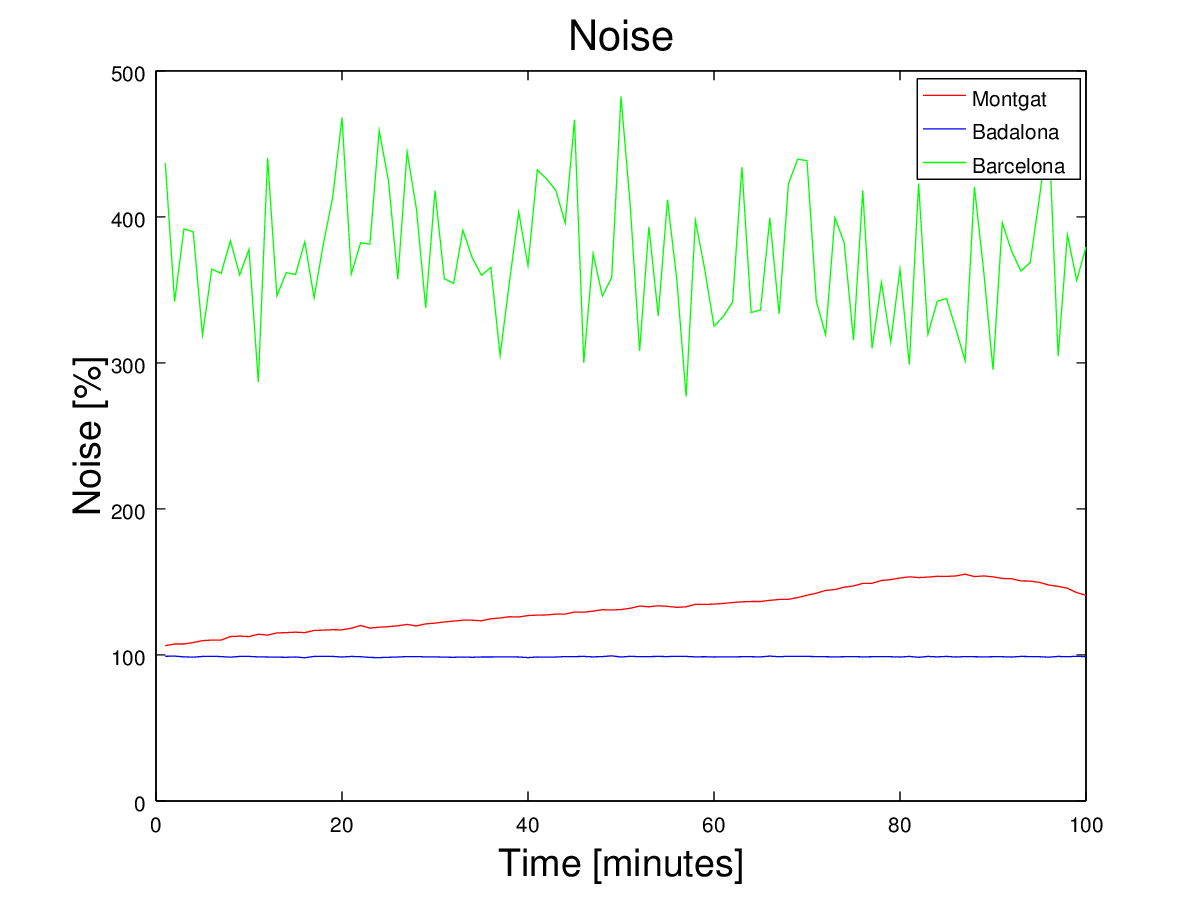 Noise
500
400
300
200
100
0
Noise [%]
Montgat
Badalona
Barcelona
0 20 40 60 80 100
Time [minutes]